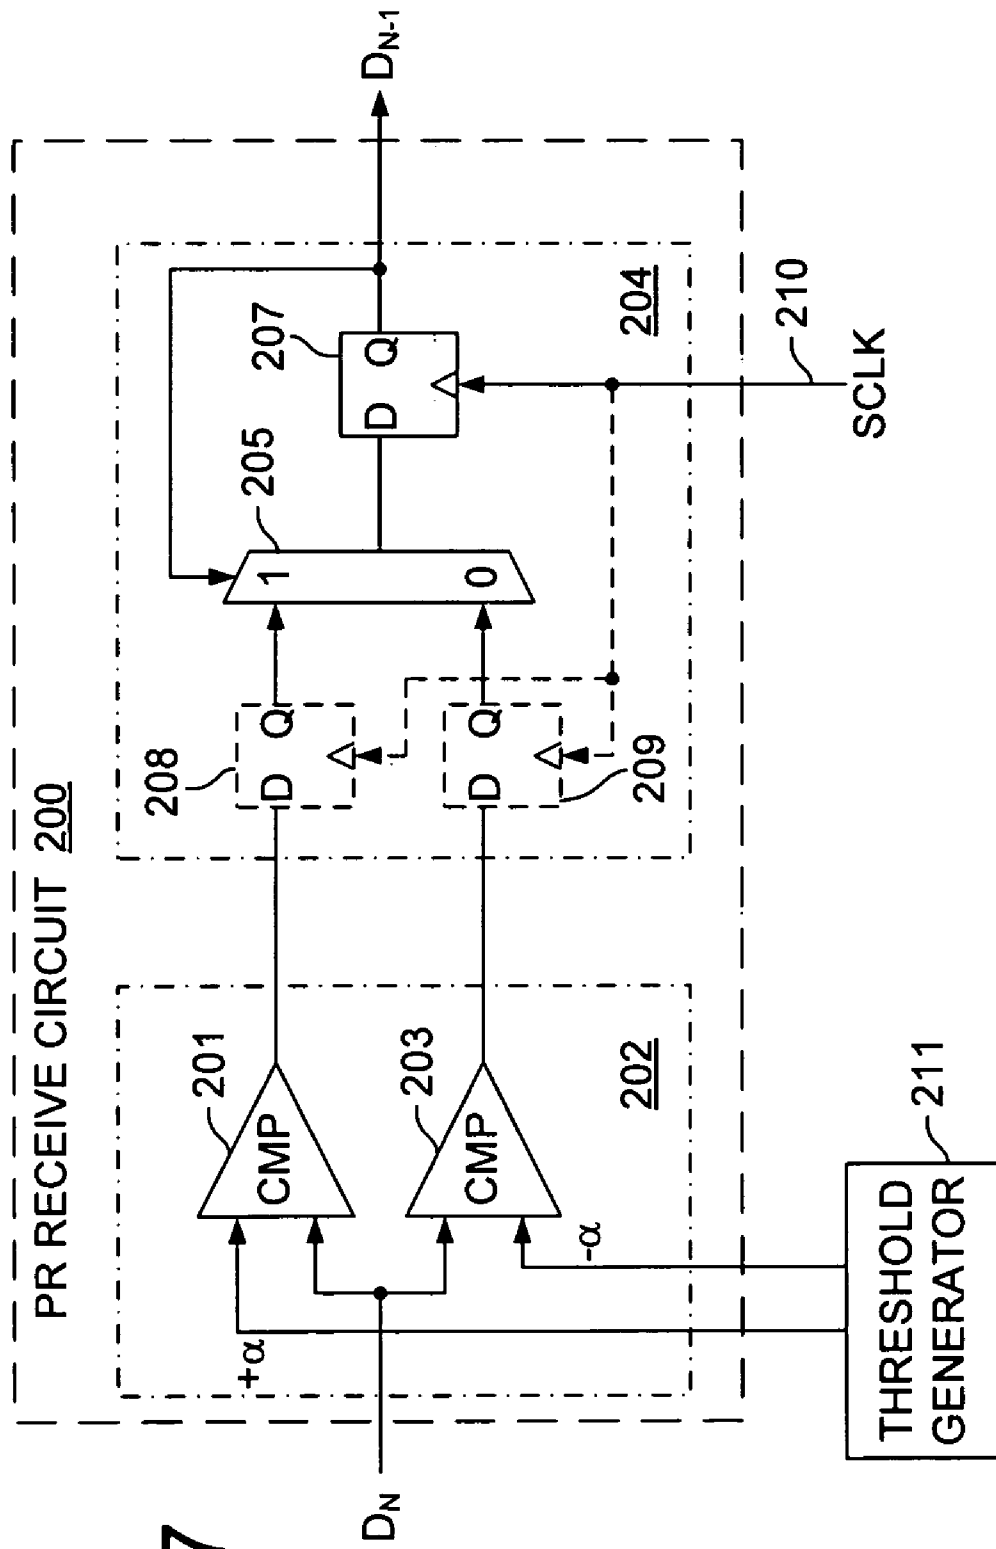 PR RECEIVE CIRCUIT 200
D_N
+α
-α
CMP
201
CMP
203
202
208
D Q
D Q
209
1
0
205
207
D Q
204
D_N-1
210
SCLK
THRESHOLD
GENERATOR
211
7